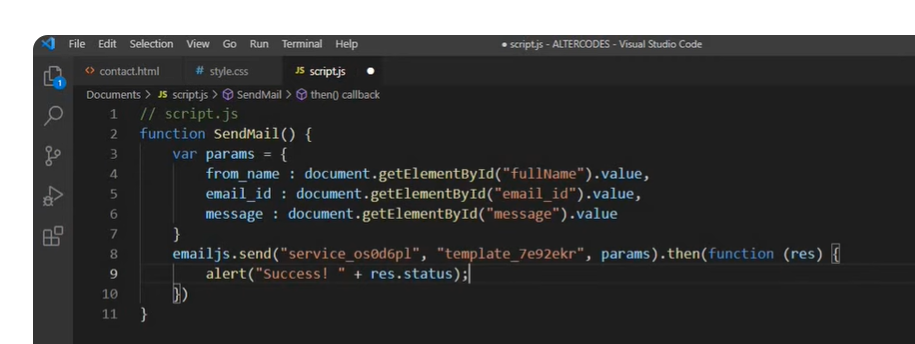 File Edit Selection View Go Run Terminal Help ● script.js - ALTERCODES - Visual Studio Code
<> contact.html # style.css JS script.js ●
1
Documents > JS script.js > SendMail > then() callback
1 // script.js
2 function SendMail() {
3 var params = {
4 from_name : document.getElementById("fullName").value,
5 email_id : document.getElementById("email_id").value,
6 message : document.getElementById("message").value
7 }
8 emailjs.send("service_os0d6pl", "template_7e92ekr", params).then(function (res) {
9 alert("Success! " + res.status);
10 })
11 }